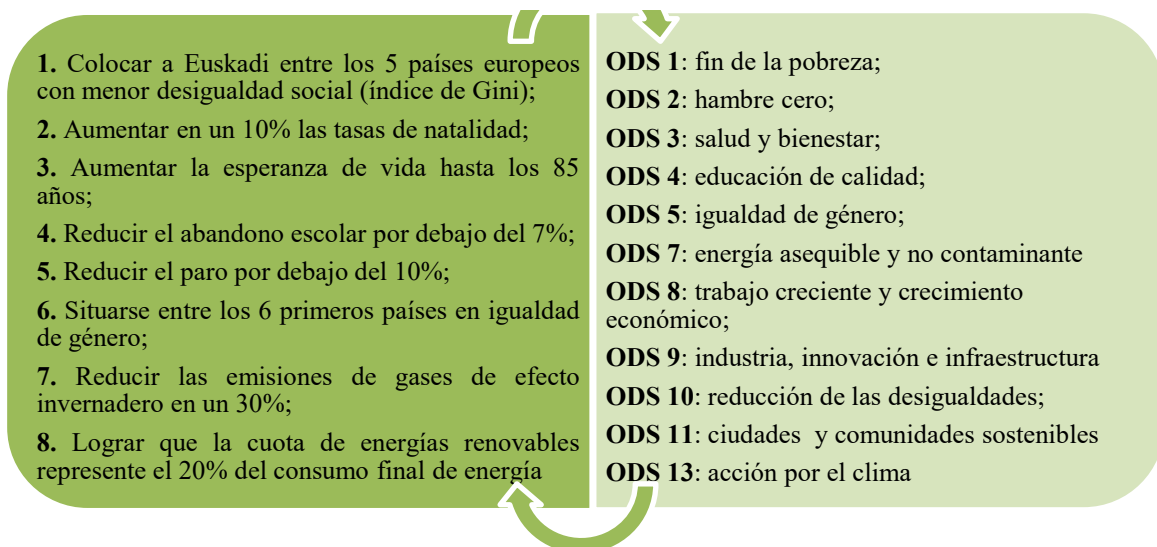 1. Colocar a Euskadi entre los 5 países europeos
con menor desigualdad social (índice de Gini);
2. Aumentar en un 10% las tasas de natalidad;
3. Aumentar la esperanza de vida hasta los 85
años;
4. Reducir el abandono escolar por debajo del 7%;
5. Reducir el paro por debajo del 10%;
6. Situarse entre los 6 primeros países en igualdad
de género;
7. Reducir las emisiones de gases de efecto
invernadero en un 30%;
8. Lograr que la cuota de energías renovables
represente el 20% del consumo final de energía
ODS 1: fin de la pobreza;
ODS 2: hambre cero;
ODS 3: salud y bienestar;
ODS 4: educación de calidad;
ODS 5: igualdad de género;
ODS 7: energía asequible y no contaminante
ODS 8: trabajo creciente y crecimiento
económico;
ODS 9: industria, innovación e infraestructura
ODS 10: reducción de las desigualdades;
ODS 11: ciudades y comunidades sostenibles
ODS 13: acción por el clima